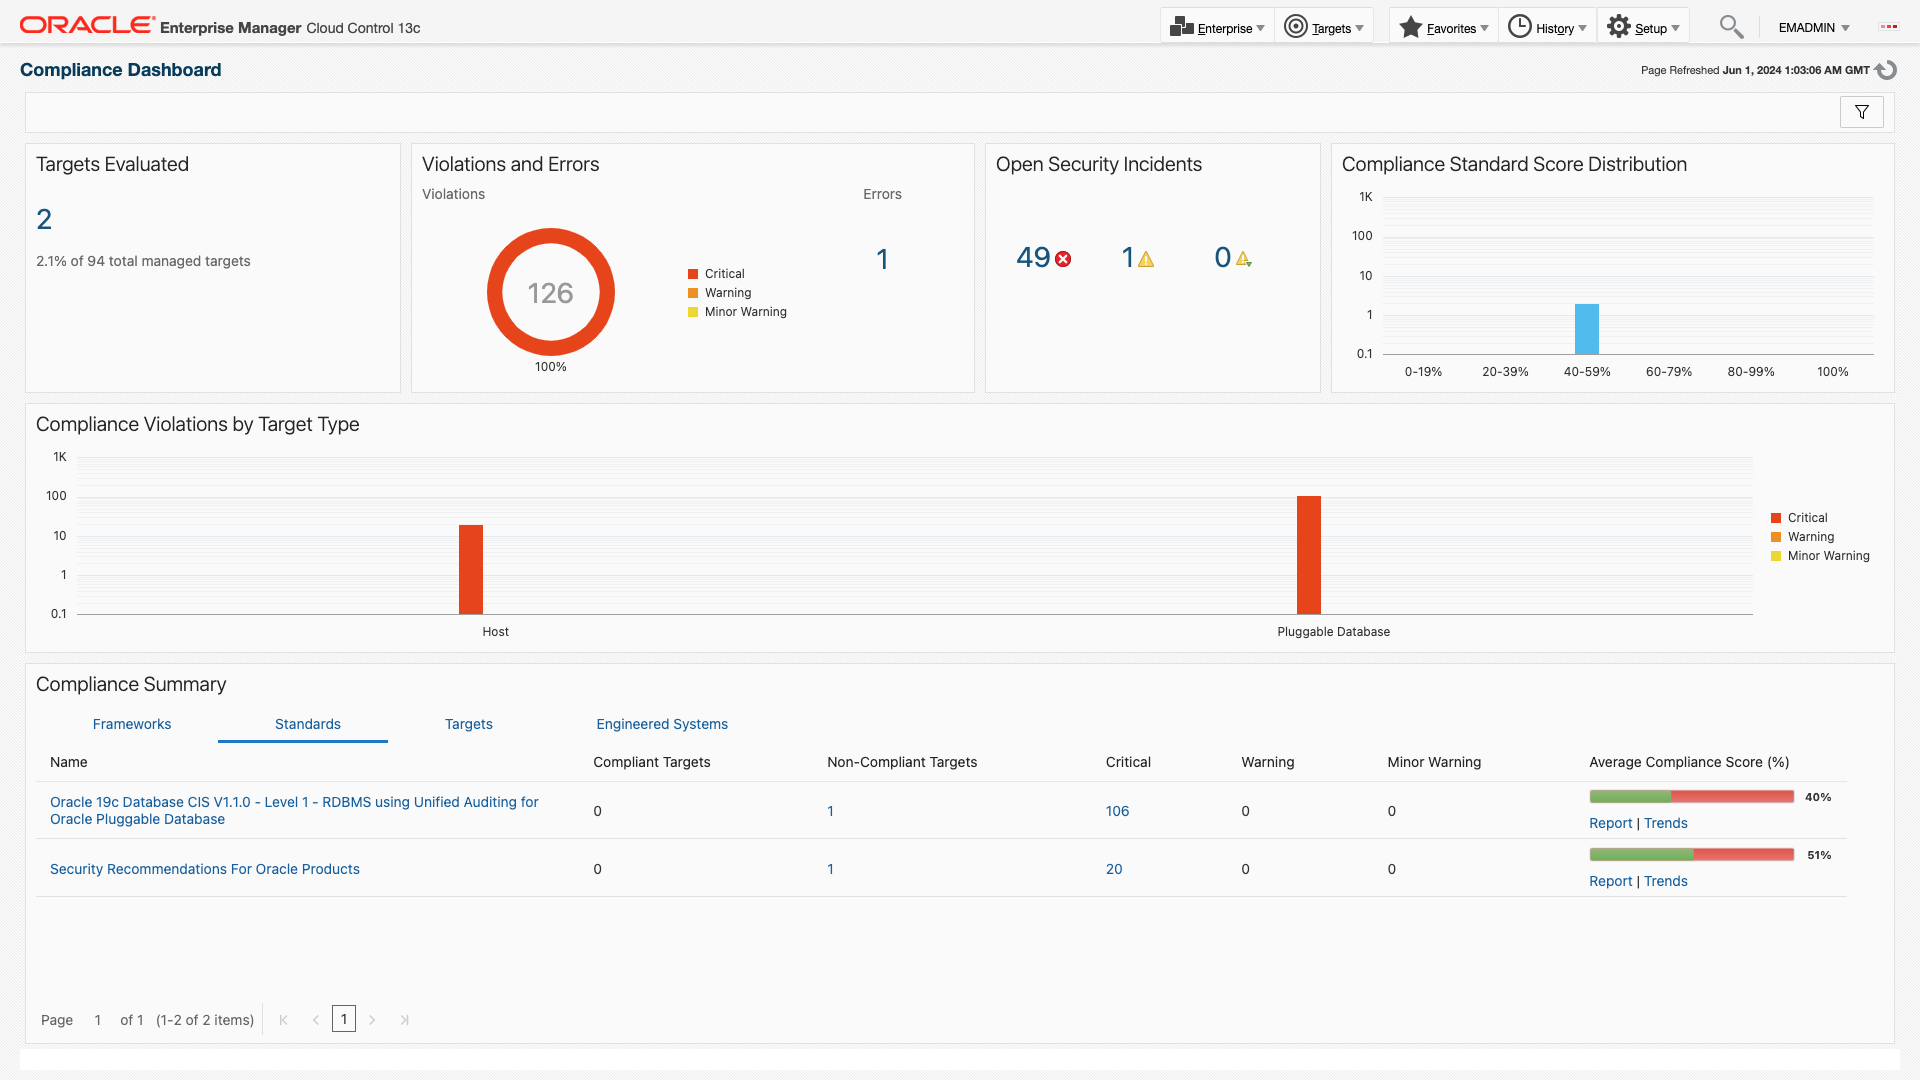 ORACLE Enterprise Manager Cloud Control 13c
Enterprise Targets Favorites History Setup EMADMIN
Compliance Dashboard
Page Refreshed Jun 1, 2024 1:03:06 AM GMT
Targets Evaluated
2
2.1% of 94 total managed targets
Violations and Errors
Violations
Errors
126
100%
Critical
Warning
Minor Warning
1
Open Security Incidents
49 1 0
Compliance Standard Score Distribution
1K
100
10
1
0.1
0-19% 20-39% 40-59% 60-79% 80-99% 100%
Compliance Violations by Target Type
1K
100
10
1
0.1
Host Pluggable Database
Critical
Warning
Minor Warning
Compliance Summary
Frameworks Standards Targets Engineered Systems
Name Compliant Targets Non-Compliant Targets Critical Warning Minor Warning Average Compliance Score (%)
Oracle 19c Database CIS V1.1.0 - Level 1 - RDBMS using Unified Auditing for
Oracle Pluggable Database
0 1 106 0 0 40%
Report | Trends
Security Recommendations For Oracle Products 0 1 20 0 0 51%
Report | Trends
Page 1 of 1 (1-2 of 2 items) 1